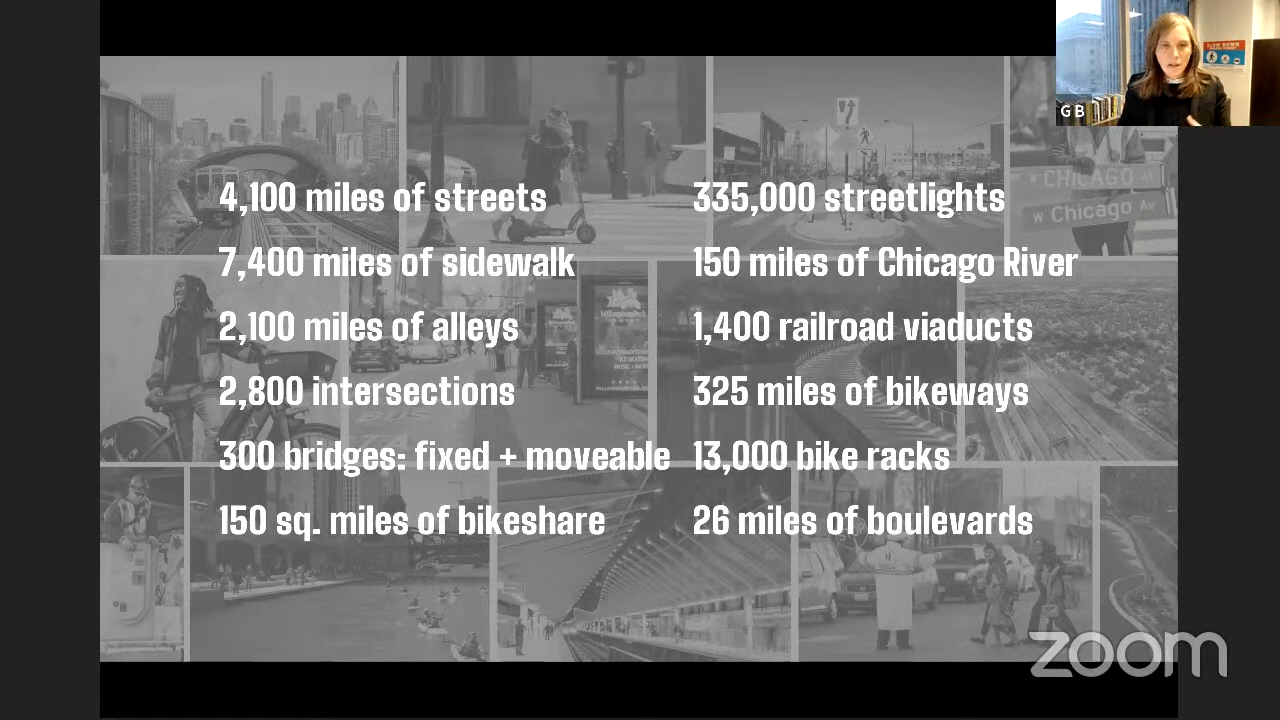 4,100 miles of streets
7,400 miles of sidewalk
2,100 miles of alleys
2,800 intersections
300 bridges: fixed + moveable
150 sq. miles of bikeshare
335,000 streetlights
150 miles of Chicago River
1,400 railroad viaducts
325 miles of bikeways
13,000 bike racks
26 miles of boulevards
G B
SLOW DOWN
CHICAGO
W Chicago Av
zoom